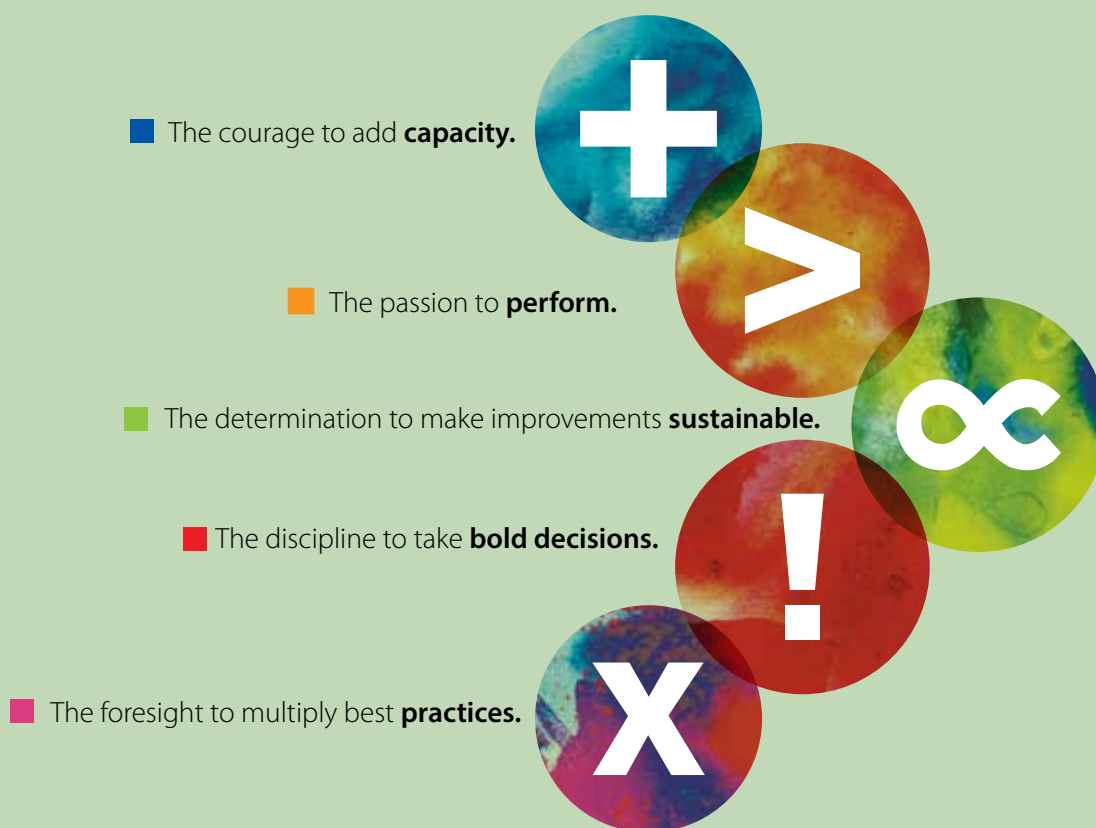 +
The courage to add capacity.
>
The passion to perform.
∝
The determination to make improvements sustainable.
!
The discipline to take bold decisions.
x
The foresight to multiply best practices.